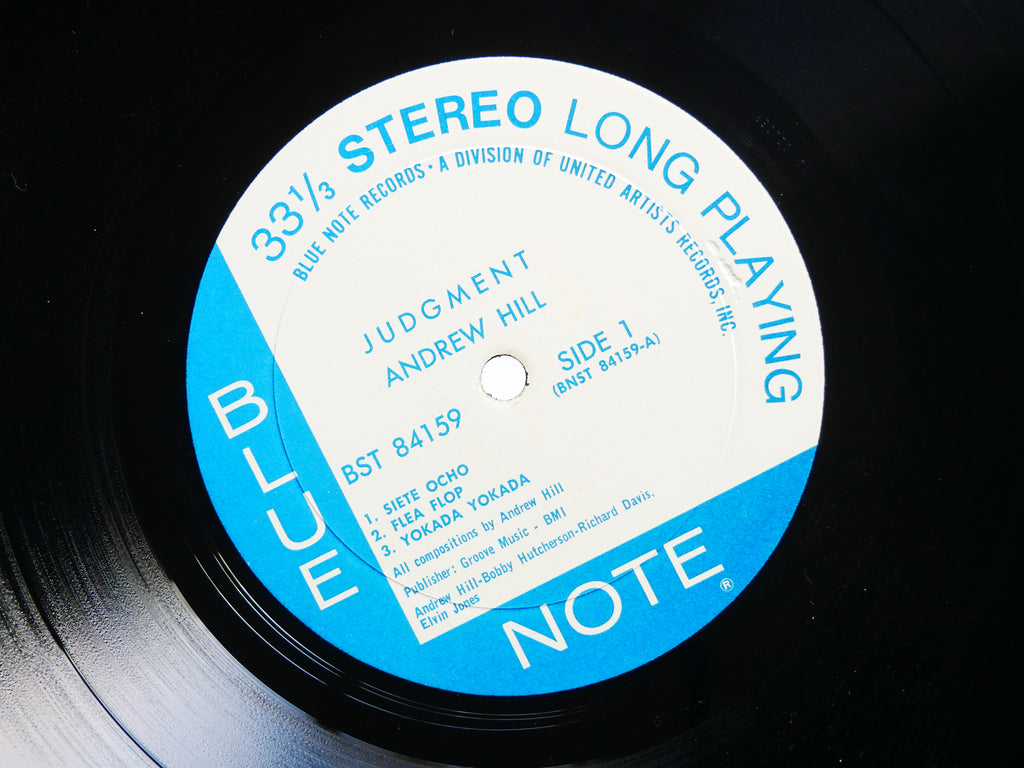 33 1/3 STEREO LONG PLAYING
BLUE NOTE RECORDS · A DIVISION OF UNITED ARTISTS RECORDS, INC.
JUDGMENT
ANDREW HILL
SIDE 1
(BNST 84159-A)
BST 84159
1. SIETE OCHO
2. FLEA FLOP
3. YOKADA YOKADA
All compositions by Andrew Hill
Publisher: Groove Music - BMI
Andrew Hill-Bobby Hutcherson-Richard Davis.
Elvin Jones
BLUE
NOTE ®